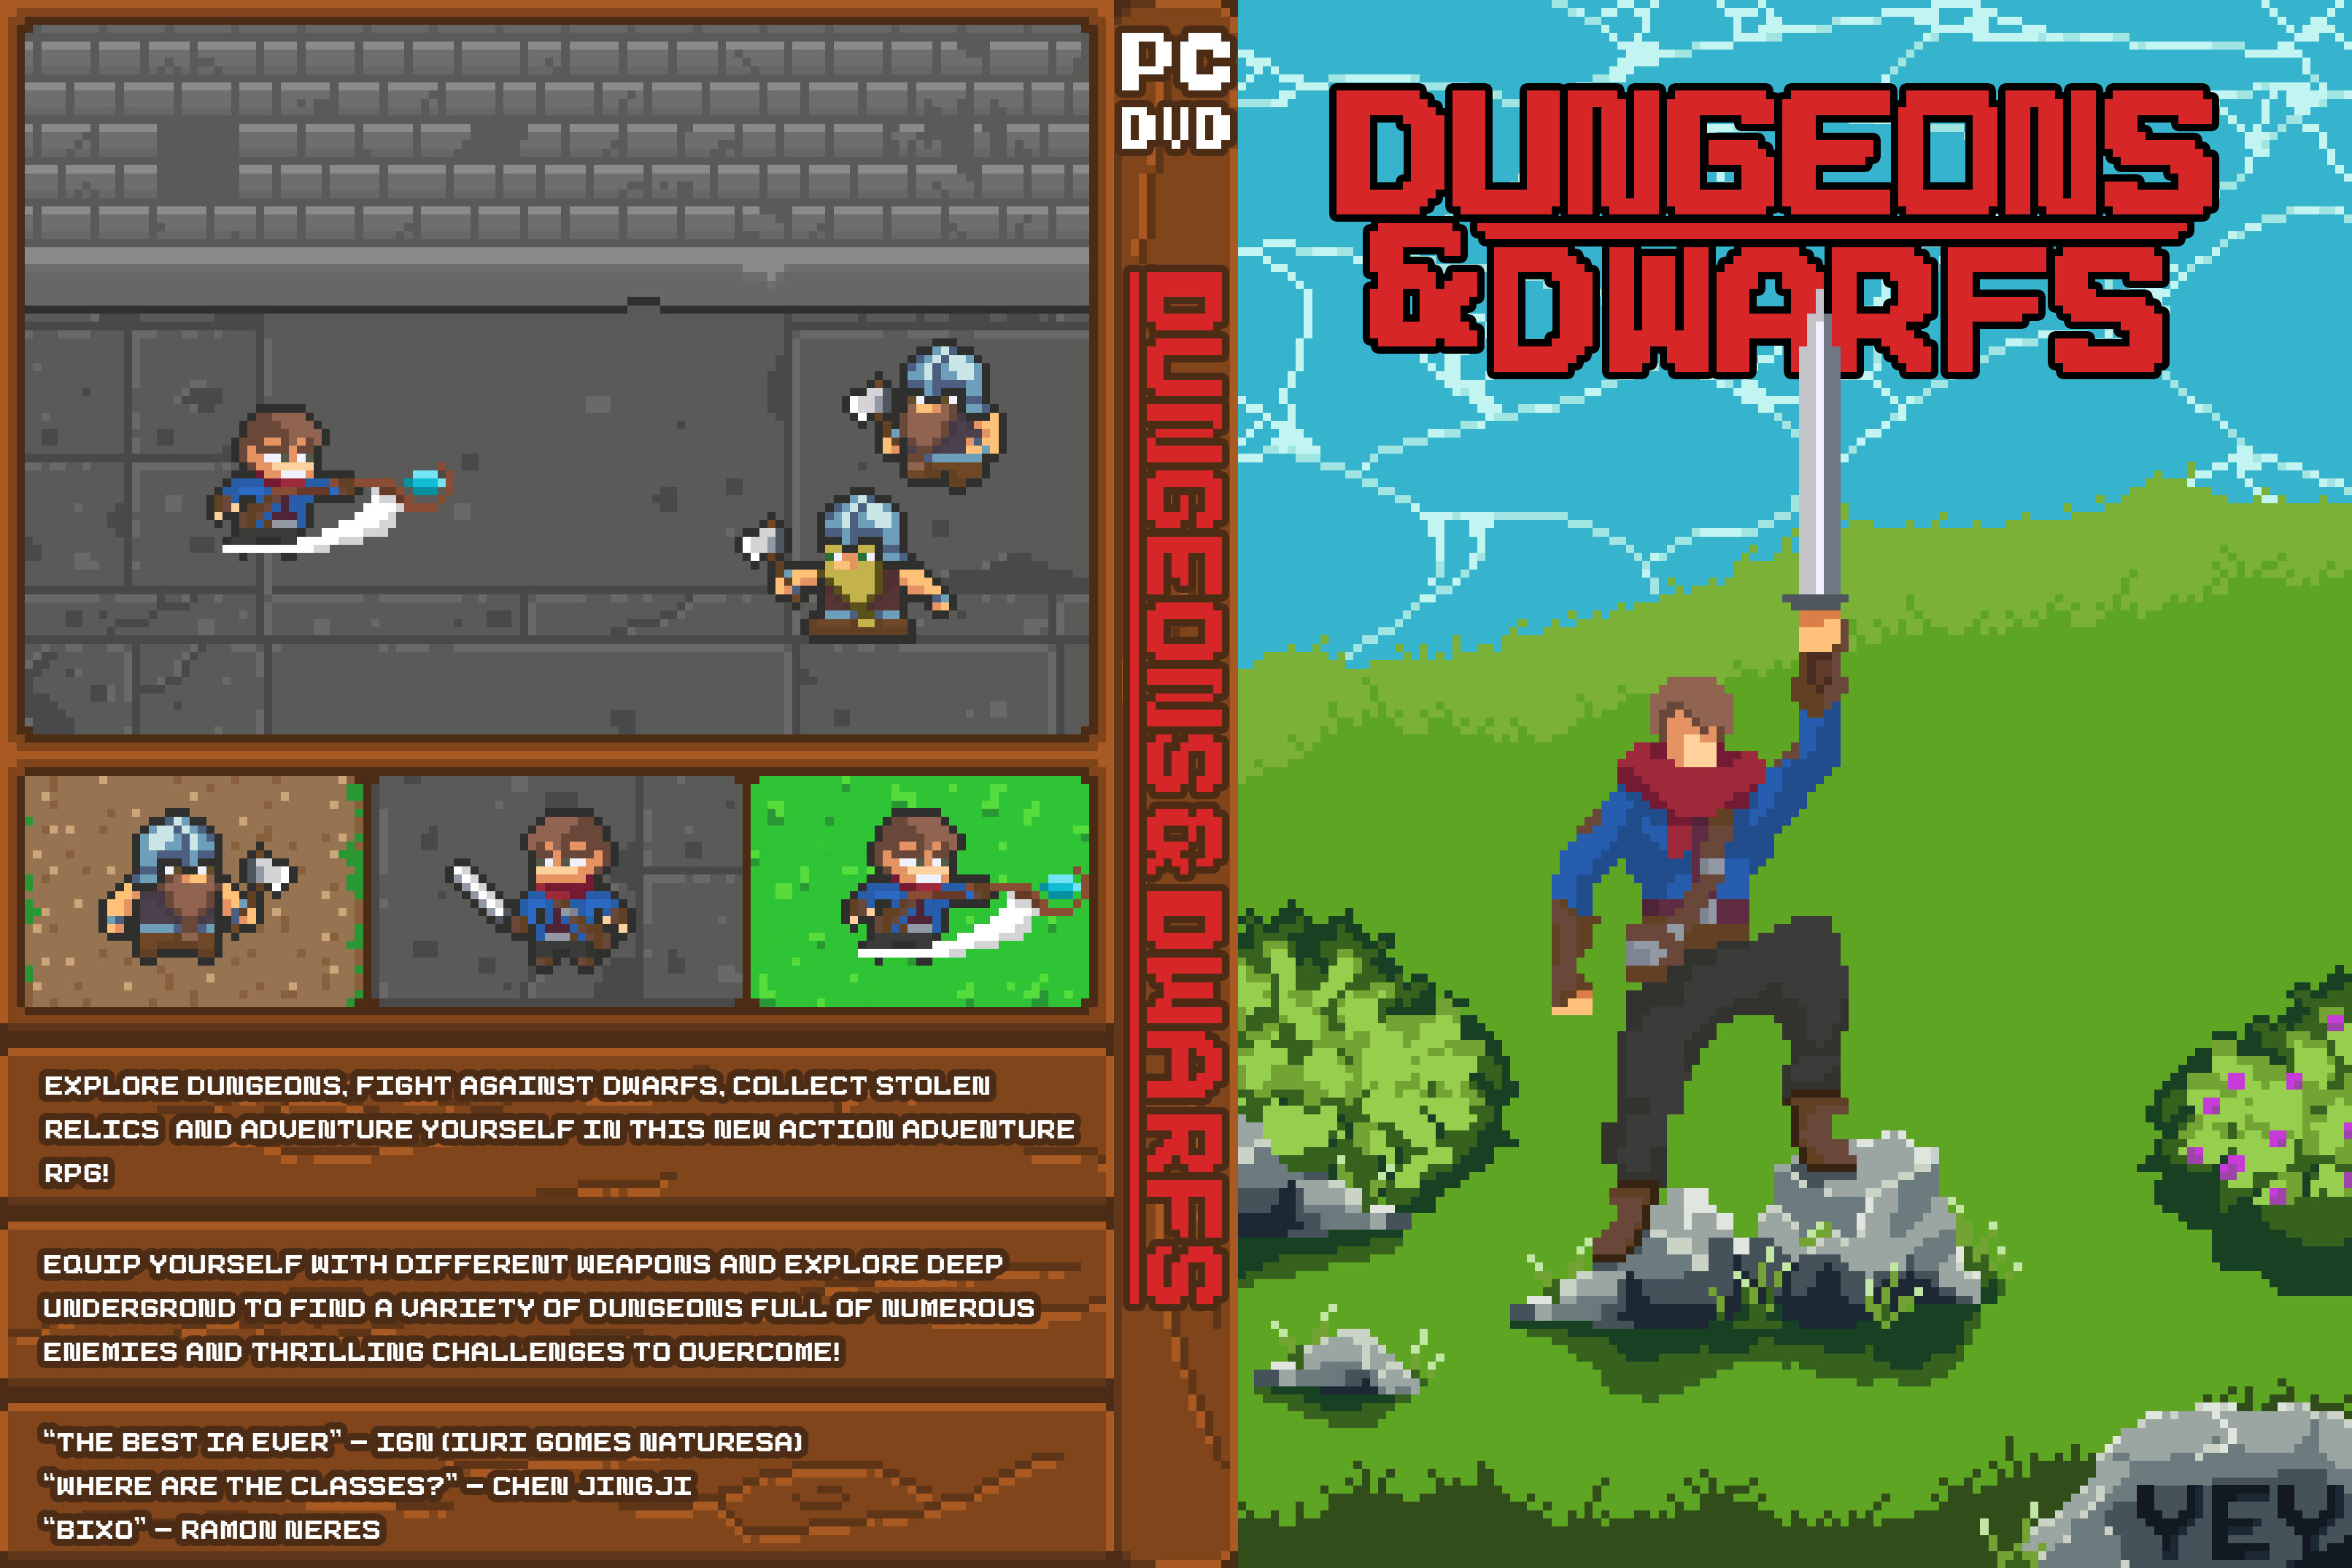 EXPLORE DUNGEONS, FIGHT AGAINST DWARFS, COLLECT STOLEN
RELICS AND ADVENTURE YOURSELF IN THIS NEW ACTION ADVENTURE
RPG!
EQUIP YOURSELF WITH DIFFERENT WEAPONS AND EXPLORE DEEP
UNDERGROND TO FIND A VARIETY OF DUNGEONS FULL OF NUMEROUS
ENEMIES AND THRILLING CHALLENGES TO OVERCOME!
“THE BEST IA EVER” – IGN (IURI GOMES NATURESA)
“WHERE ARE THE CLASSES?” – CHEN JINGJI
“BIXO” – RAMON NERES
PC
DVD
DUNGEONS & DWARFS
DUNGEONS
& DWARFS
YEY